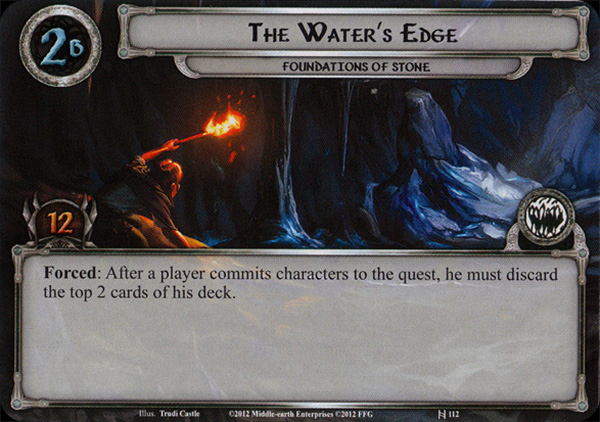 2B
The Water's Edge
Foundations of Stone
12
Forced: After a player commits characters to the quest, he must discard
the top 2 cards of his deck.
Illus. Trudi Castle ©2012 Middle-earth Enterprises ©2012 FFG 112